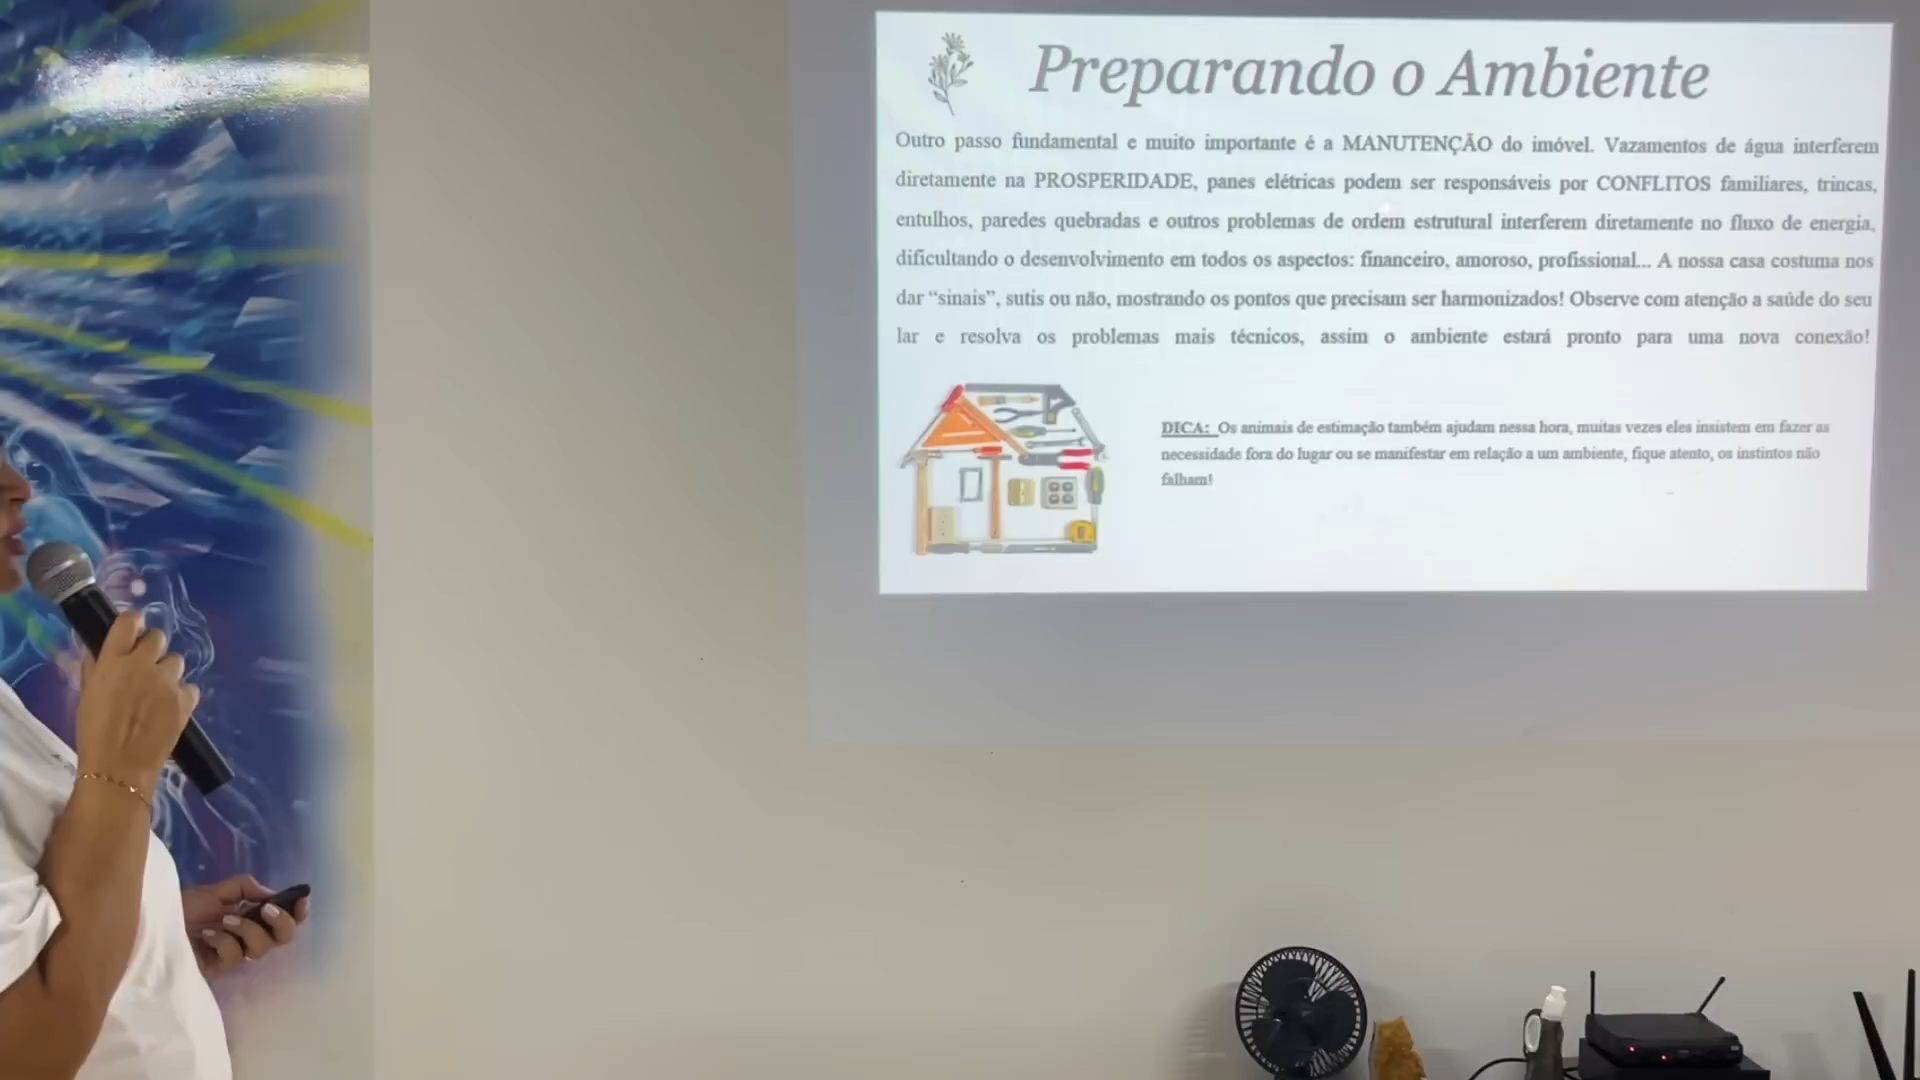 Preparando o Ambiente
Outro passo fundamental e muito importante é a MANUTENÇÃO do imóvel. Vazamentos de água interferem
diretamente na PROSPERIDADE, panes elétricas podem ser responsáveis por CONFLITOS familiares, trincas,
entulhos, paredes quebradas e outros problemas de ordem estrutural interferem diretamente no fluxo de energia,
dificultando o desenvolvimento em todos os aspectos: financeiro, amoroso, profissional... A nossa casa costuma nos
dar “sinais”, sutis ou não, mostrando os pontos que precisam ser harmonizados! Observe com atenção a saúde do seu
lar e resolva os problemas mais técnicos, assim o ambiente estará pronto para uma nova conexão!
DICA: Os animais de estimação também ajudam nessa hora, muitas vezes eles insistem em fazer as
necessidade fora do lugar ou se manifestar em relação a um ambiente, fique atento, os instintos não
falham!